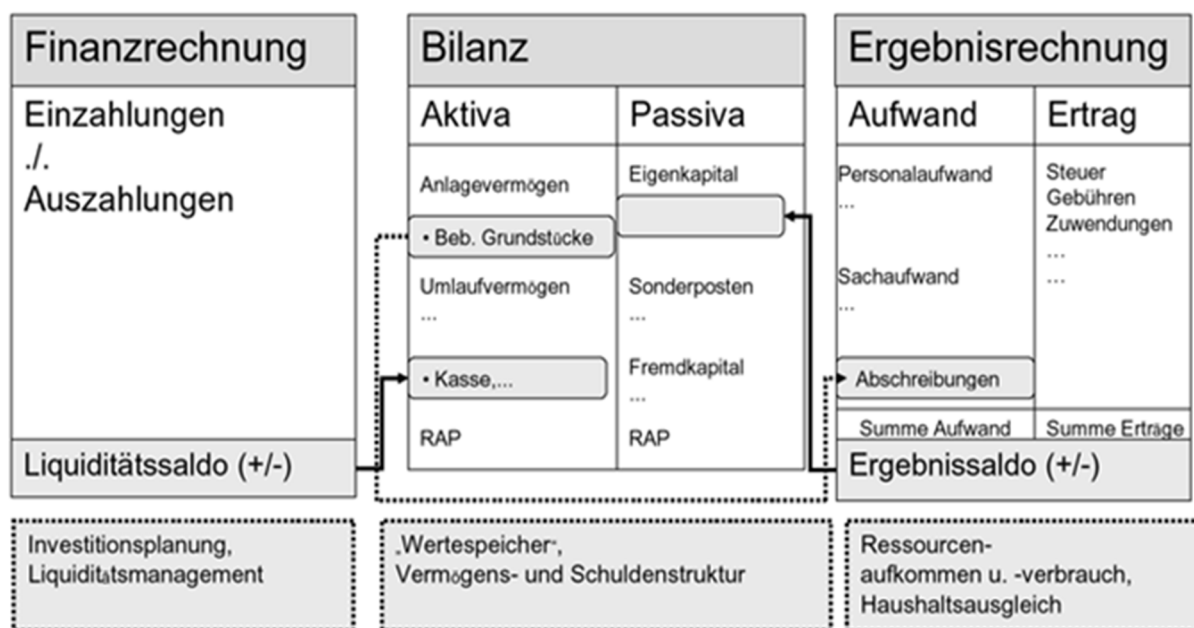 Finanzrechnung
Einzahlungen
./.
Auszahlungen
Liquiditätssaldo (+/-)
Investitionsplanung,
Liquiditätsmanagement
Bilanz
Aktiva
Passiva
Anlagevermögen
• Beb. Grundstücke
Umlaufvermögen
...
• Kasse,...
RAP
Eigenkapital
Sonderposten
...
Fremdkapital
...
RAP
„Wertespeicher“,
Vermögens- und Schuldenstruktur
Ergebnisrechnung
Aufwand
Ertrag
Personalaufwand
...
Sachaufwand
...
Abschreibungen
Summe Aufwand
Steuer
Gebühren
Zuwendungen
...
...
Summe Erträge
Ergebnissaldo (+/-)
Ressourcen-
aufkommen u. -verbrauch,
Haushaltsausgleich